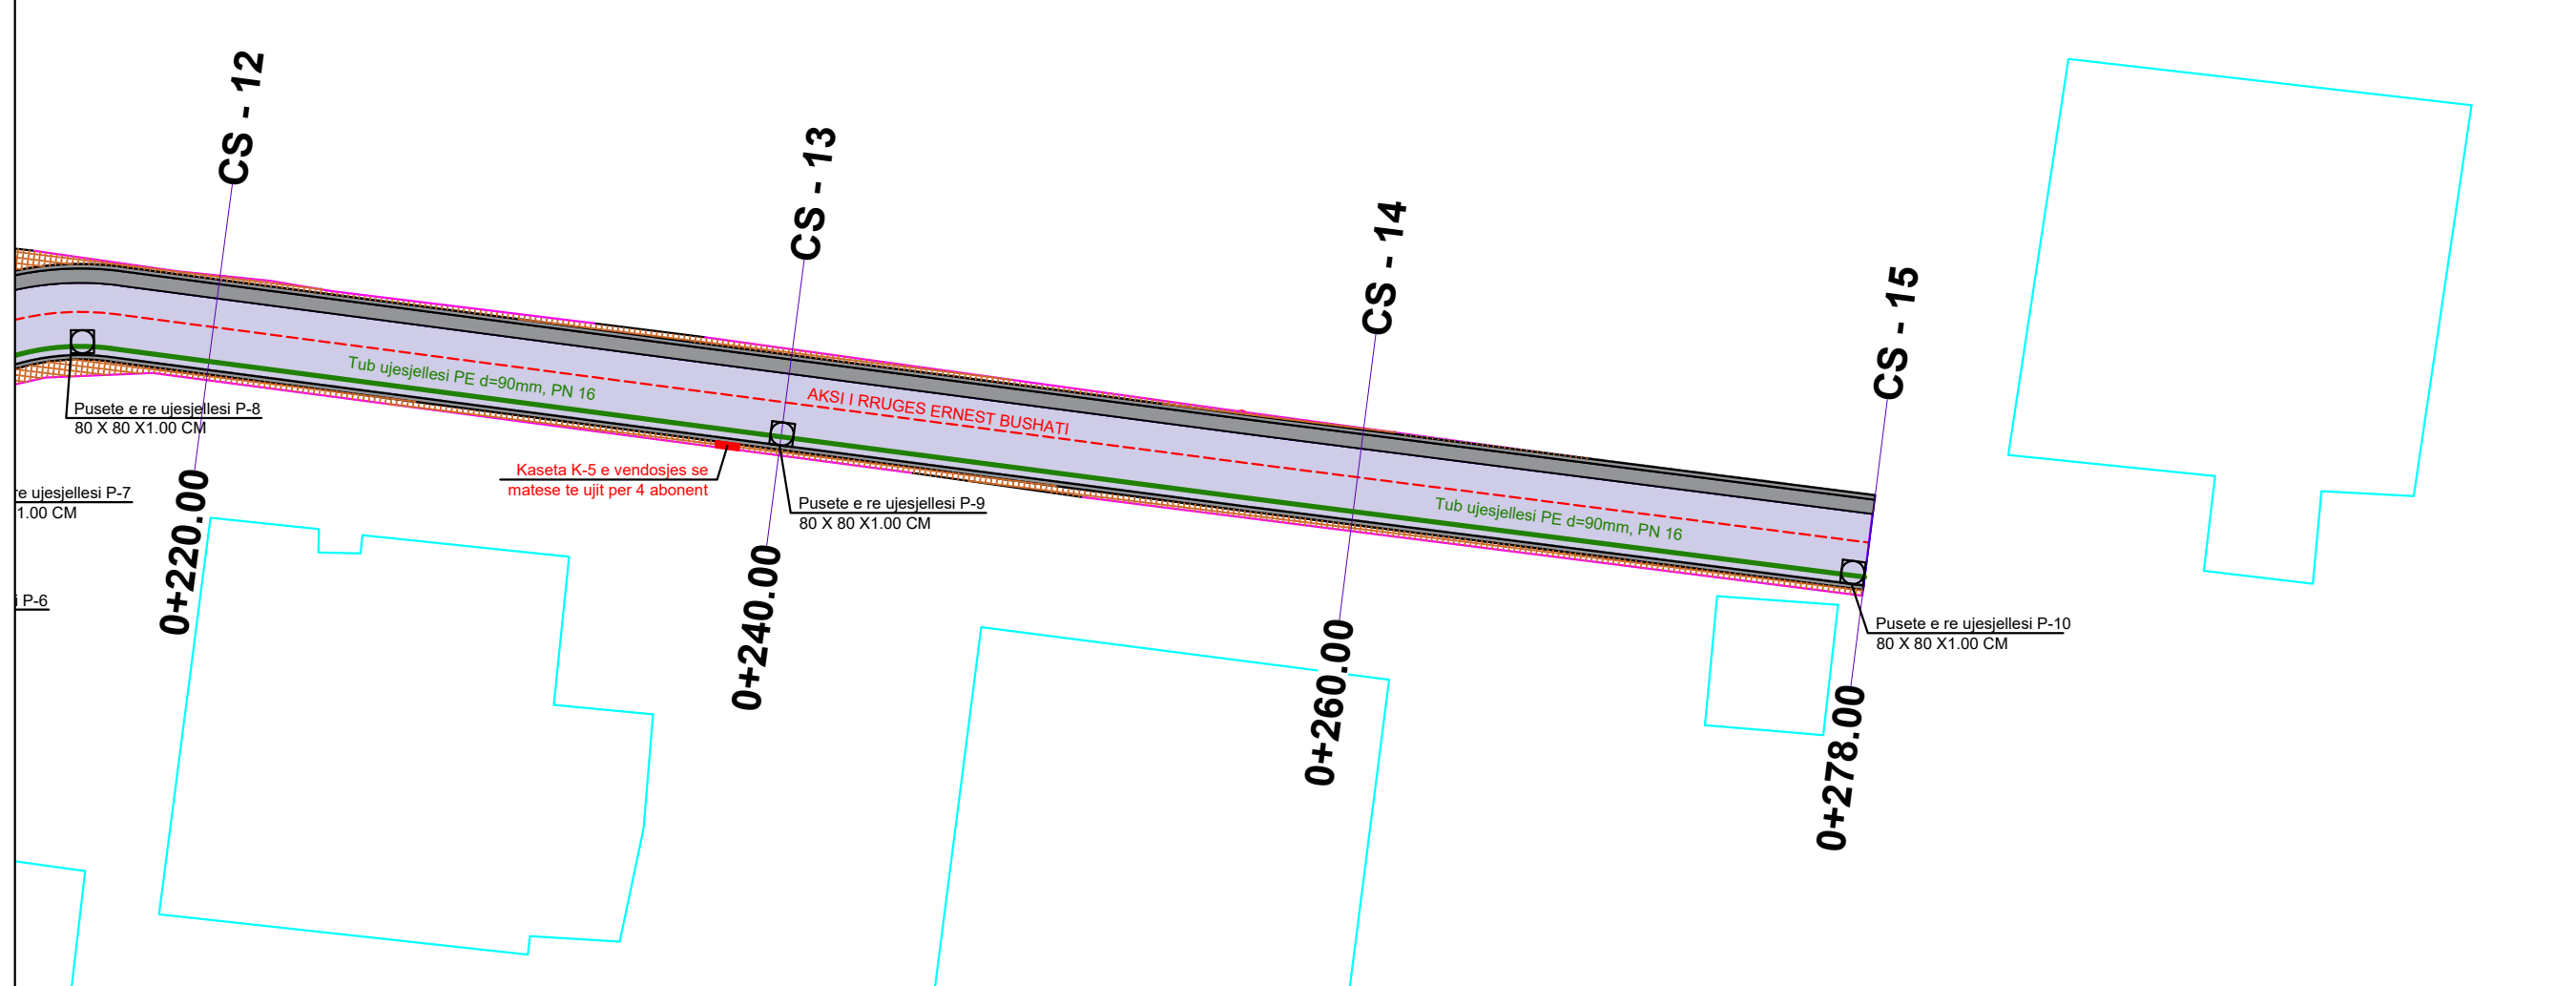 CS - 12
CS - 13
CS - 14
CS - 15
Tub ujesjellesi PE d=90mm, PN 16
AKSI I RRUGES ERNEST BUSHATI
Tub ujesjellesi PE d=90mm, PN 16
Pusete e re ujesjellesi P-8
80 X 80 X1.00 CM
Kaseta K-5 e vendosjes se
matese te ujit per 4 abonent
Pusete e re ujesjellesi P-9
80 X 80 X1.00 CM
re ujesjellesi P-7
1.00 CM
i P-6
Pusete e re ujesjellesi P-10
80 X 80 X1.00 CM
0+220.00
0+240.00
0+260.00
0+278.00